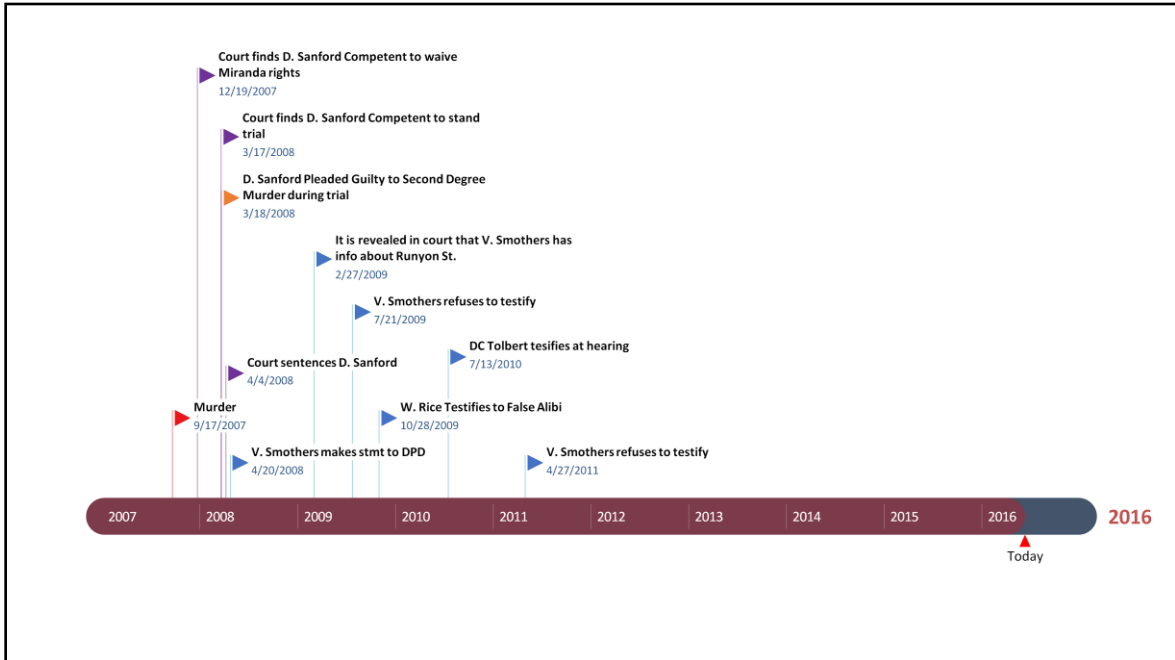 Court finds D. Sanford Competent to waive
Miranda rights
12/19/2007
Court finds D. Sanford Competent to stand
trial
3/17/2008
D. Sanford Pleaded Guilty to Second Degree
Murder during trial
3/18/2008
It is revealed in court that V. Smothers has
info about Runyon St.
2/27/2009
V. Smothers refuses to testify
7/21/2009
DC Tolbert tesifies at hearing
7/13/2010
Court sentences D. Sanford
4/4/2008
Murder
9/17/2007
W. Rice Testifies to False Alibi
10/28/2009
V. Smothers makes stmt to DPD
4/20/2008
V. Smothers refuses to testify
4/27/2011
2007 2008 2009 2010 2011 2012 2013 2014 2015 2016 2016
Today